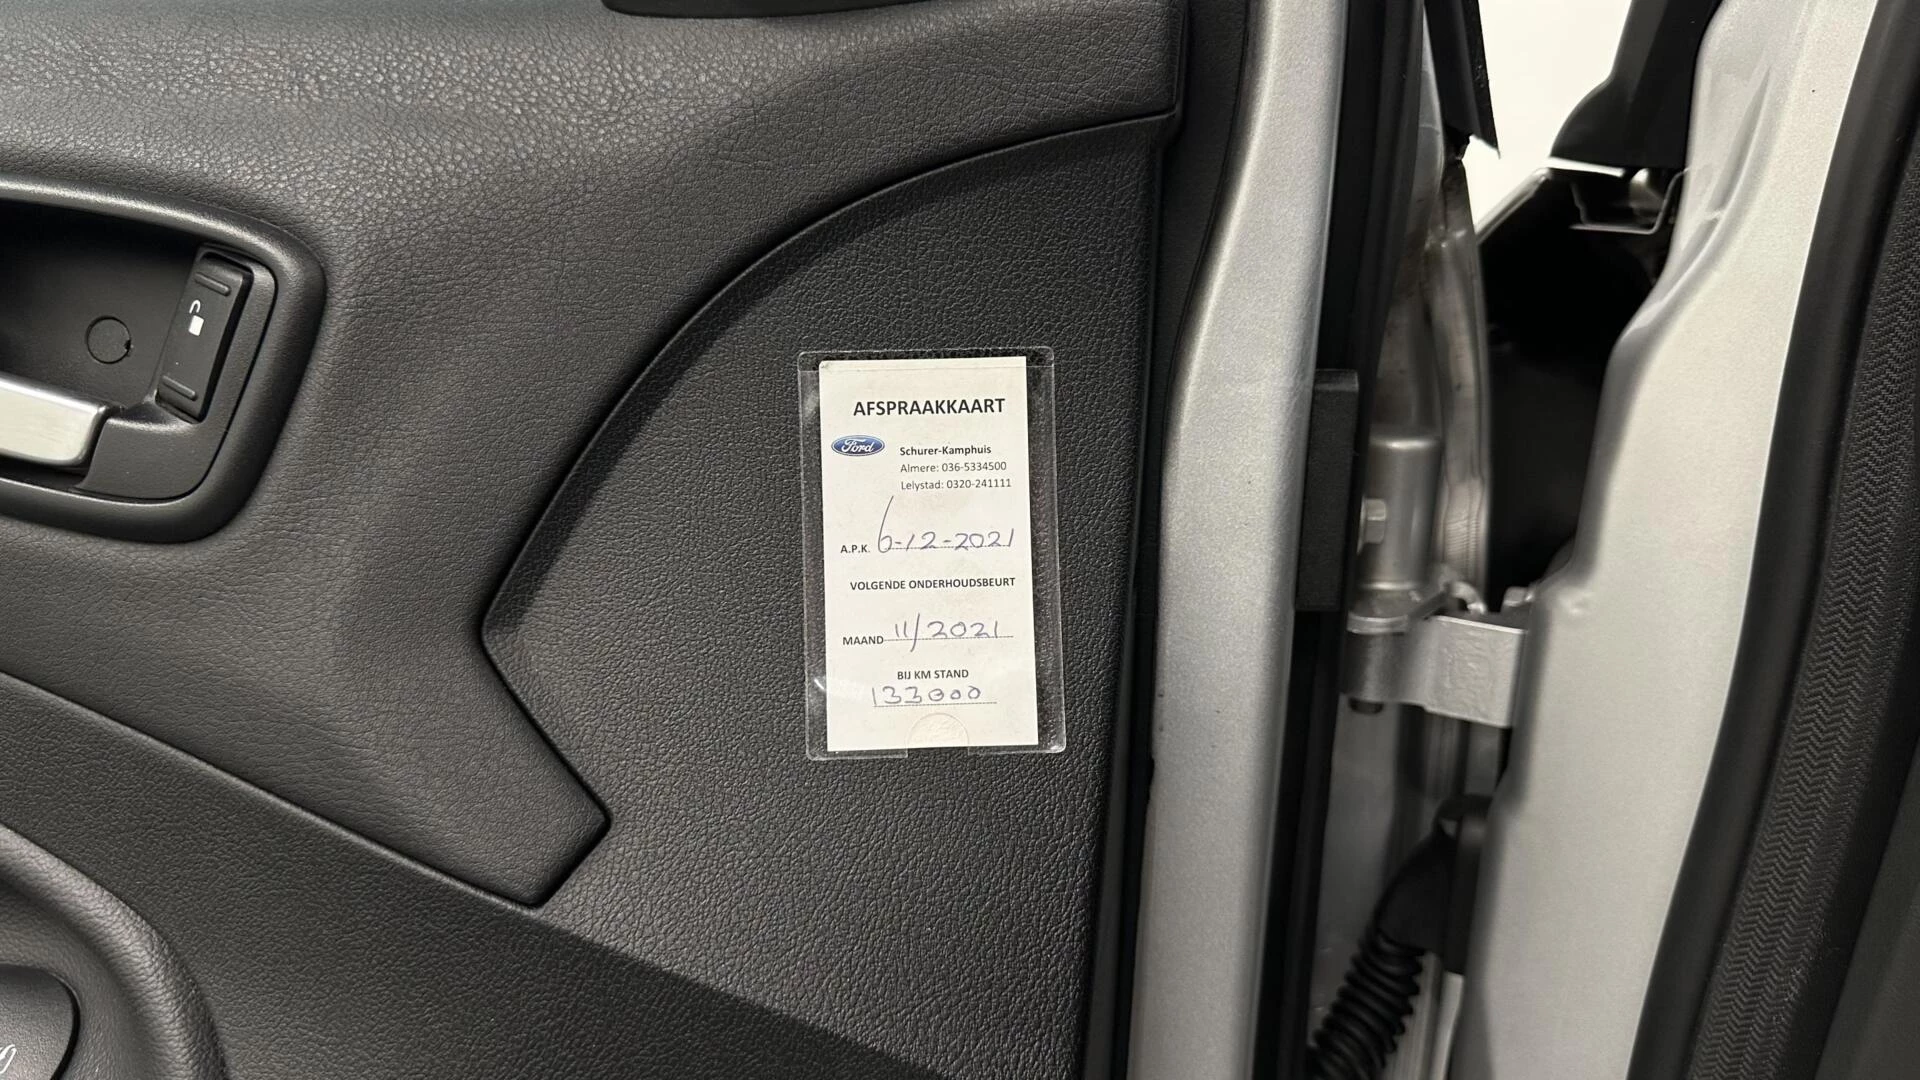 AFSPRAAKKAART
Ford
Schurer-Kamphuis
Almere: 036-5334500
Lelystad: 0320-241111
A.P.K. 6-12-2021
VOLGENDE ONDERHOUDSBEURT
MAAND 11/2021
BIJ KM STAND
133000